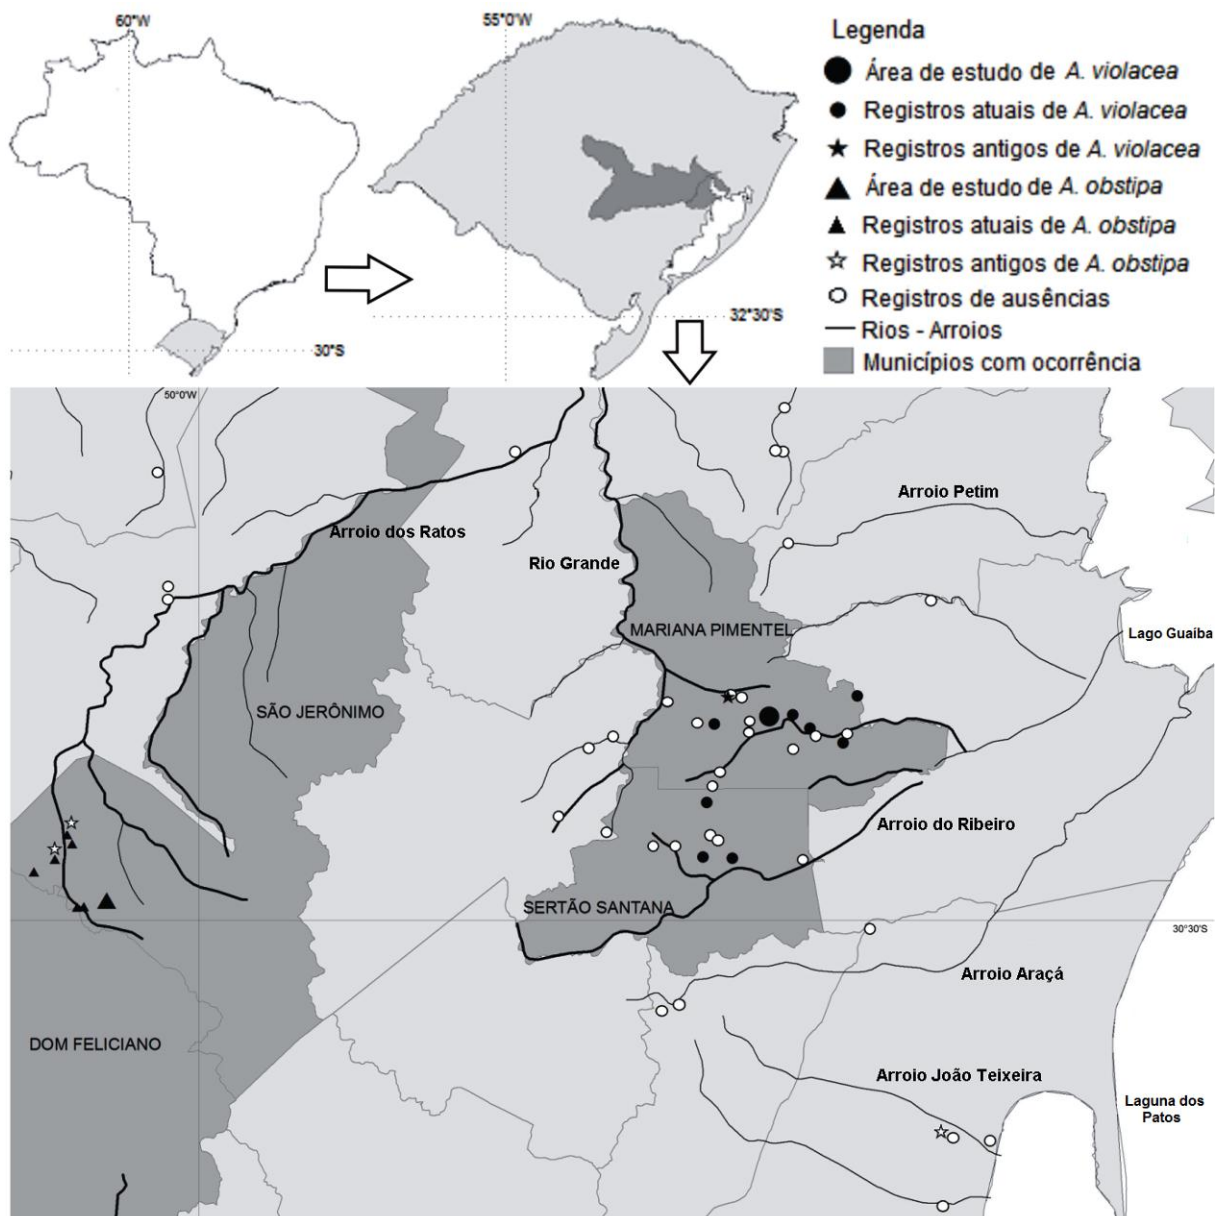 60°W
55°0'W
Legenda
Área de estudo de A. violacea
Registros atuais de A. violacea
Registros antigos de A. violacea
Área de estudo de A. obstipa
Registros atuais de A. obstipa
Registros antigos de A. obstipa
Registros de ausências
Rios - Arroios
Municípios com ocorrência
32°30'S
30°S
50°0'W
Arroio Petim
Arroio dos Ratos
Rio Grande
MARIANA PIMENTEL
Lago Guaíba
SÃO JERÔNIMO
Arroio do Ribeiro
SERTÃO SANTANA
30°30'S
Arroio Araçá
DOM FELICIANO
Arroio João Teixeira
Laguna dos
Patos